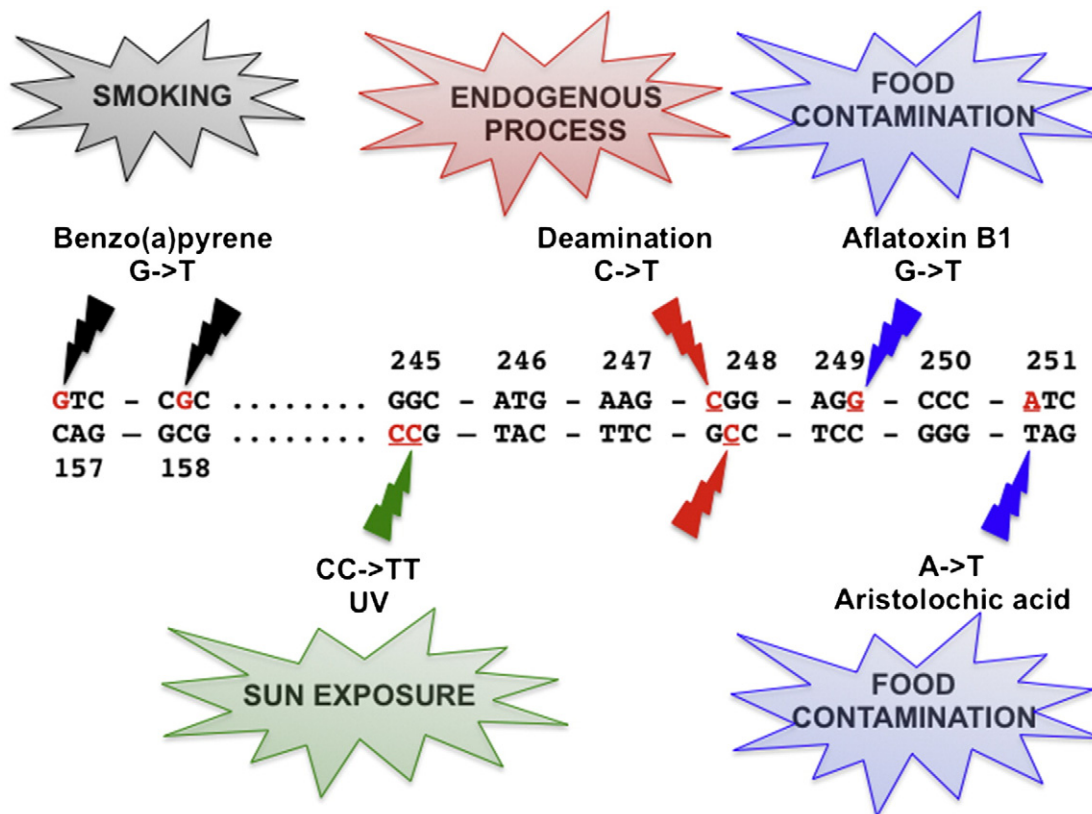 SMOKING
ENDOGENOUS
PROCESS
FOOD
CONTAMINATION
Benzo(a)pyrene
G->T
Deamination
C->T
Aflatoxin B1
G->T
245 246 247 248 249 250 251
GTC – CGC ........ GGC – ATG – AAG – CGG – AGG – CCC – ATC
CAG – GCG ........ CCG – TAC – TTC – GCC – TCC – GGG – TAG
157 158
CC->TT
UV
A->T
Aristolochic acid
SUN EXPOSURE
FOOD
CONTAMINATION